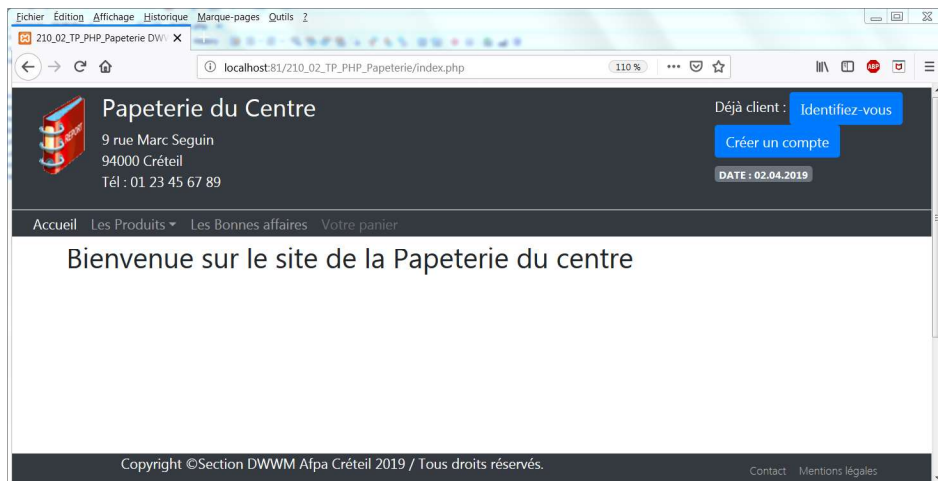 Fichier Édition Affichage Historique Marque-pages Outils ?
210_02_TP_PHP_Papeterie DW
localhost:81/210_02_TP_PHP_Papeterie/index.php 110 %
ABP
REPORT
Papeterie du Centre
9 rue Marc Seguin
94000 Créteil
Tél : 01 23 45 67 89
Déjà client : Identifiez-vous
Créer un compte
DATE : 02.04.2019
Accueil Les Produits Les Bonnes affaires Votre panier
Bienvenue sur le site de la Papeterie du centre
Copyright ©Section DWWM Afpa Créteil 2019 / Tous droits réservés.
Contact Mentions légales